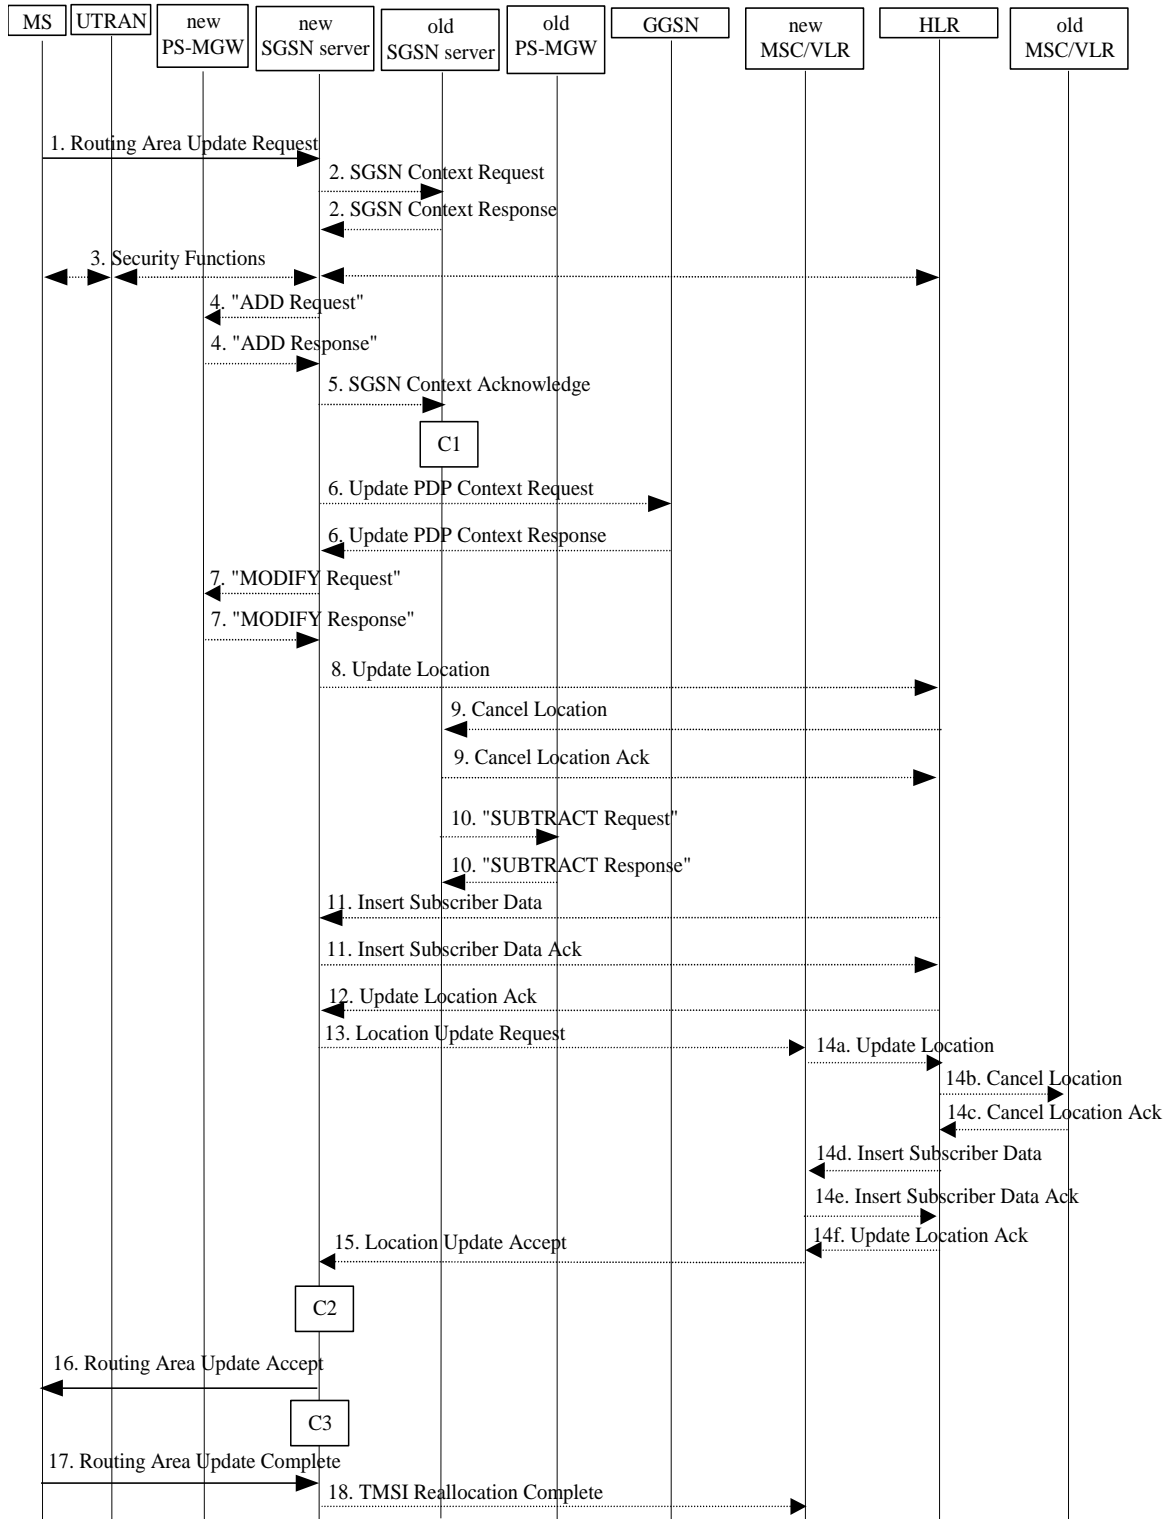 MS
UTRAN
new
PS-MGW
new
SGSN server
old
SGSN server
old
PS-MGW
GGSN
new
MSC/VLR
HLR
old
MSC/VLR
1. Routing Area Update Request
2. SGSN Context Request
2. SGSN Context Response
3. Security Functions
4. "ADD Request"
4. "ADD Response"
5. SGSN Context Acknowledge
C1
6. Update PDP Context Request
6. Update PDP Context Response
7. "MODIFY Request"
7. "MODIFY Response"
8. Update Location
9. Cancel Location
9. Cancel Location Ack
10. "SUBTRACT Request"
10. "SUBTRACT Response"
11. Insert Subscriber Data
11. Insert Subscriber Data Ack
12. Update Location Ack
13. Location Update Request
14a. Update Location
14b. Cancel Location
14c. Cancel Location Ack
14d. Insert Subscriber Data
14e. Insert Subscriber Data Ack
14f. Update Location Ack
15. Location Update Accept
C2
16. Routing Area Update Accept
C3
17. Routing Area Update Complete
18. TMSI Reallocation Complete